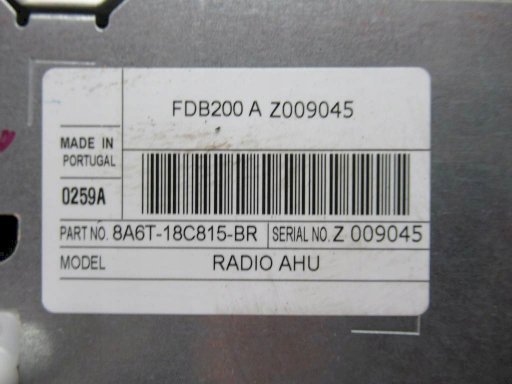 FDB200 A Z009045
MADE IN
PORTUGAL
0259A
PART NO. 8A6T-18C815-BR SERIAL NO. Z 009045
MODEL RADIO AHU